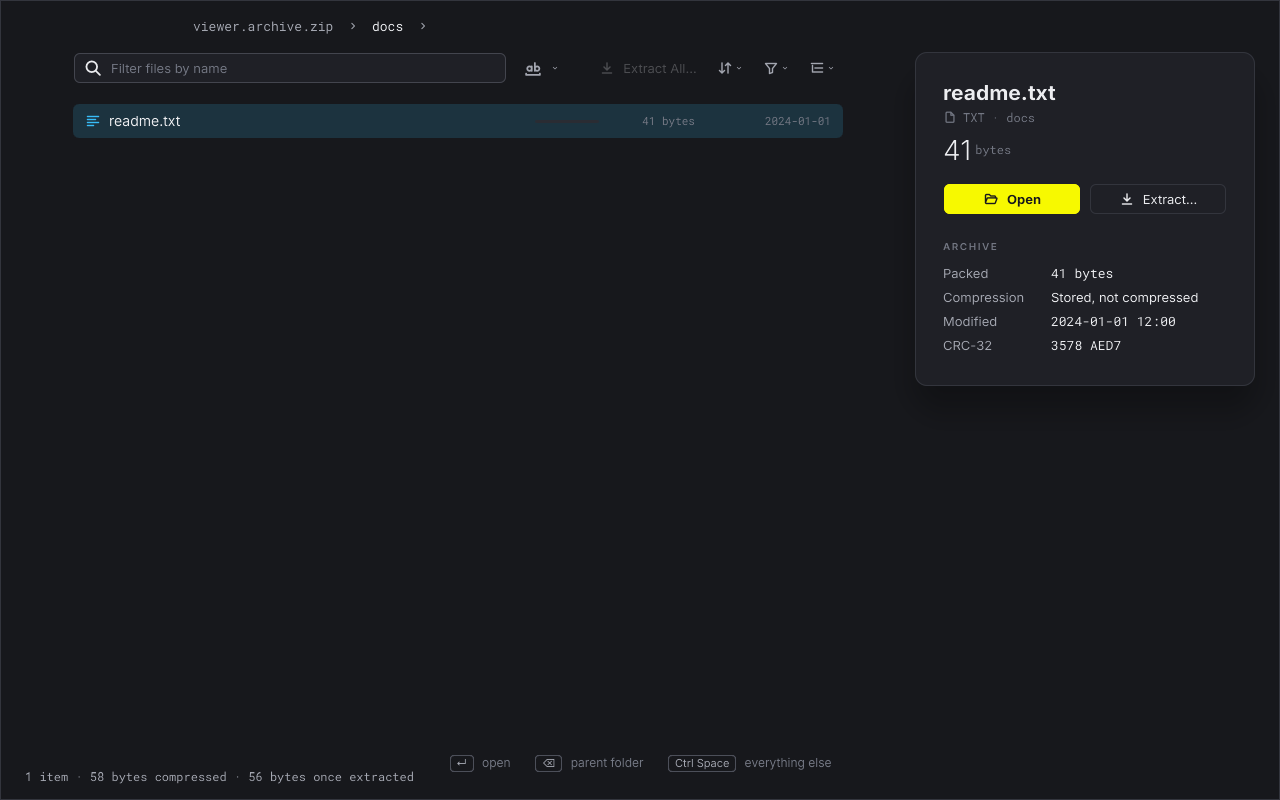 viewer.archive.zip › docs ›
Filter files by name
ab
Extract All...
readme.txt 41 bytes 2024-01-01
readme.txt
TXT · docs
41 bytes
Open
Extract...
ARCHIVE
Packed 41 bytes
Compression Stored, not compressed
Modified 2024-01-01 12:00
CRC-32 3578 AED7
open
parent folder
Ctrl Space everything else
1 item · 58 bytes compressed · 56 bytes once extracted